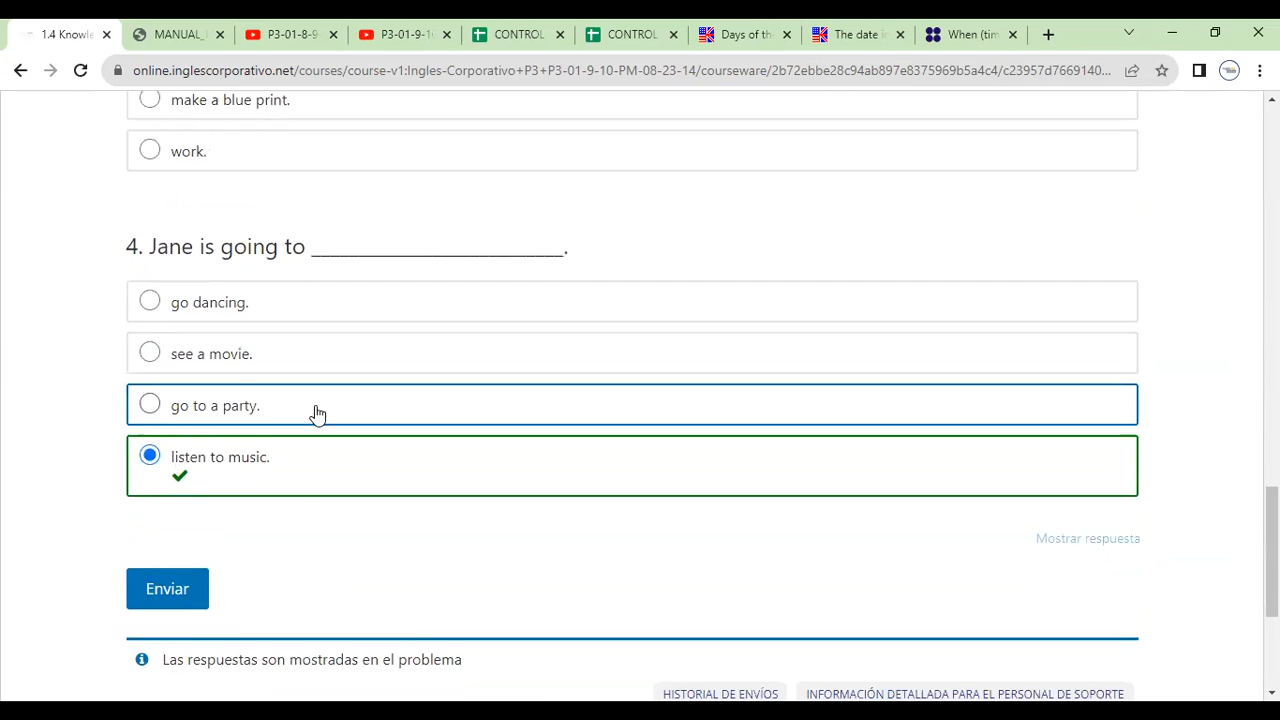 1.4 Knowle
MANUAL_
P3-01-8-9
P3-01-9-10
CONTROL
CONTROL
Days of the
The date in
When (tim
online.inglescorporativo.net/courses/course-v1:Ingles-Corporativo+P3+P3-01-9-10-PM-08-23-14/courseware/2b72ebbe28c94ab897e8375969b5a4c4/c23957d7669140...
make a blue print.
work.
4. Jane is going to __________________________.
go dancing.
see a movie.
go to a party.
listen to music.
Mostrar respuesta
Enviar
Las respuestas son mostradas en el problema
HISTORIAL DE ENVÍOS
INFORMACIÓN DETALLADA PARA EL PERSONAL DE SOPORTE